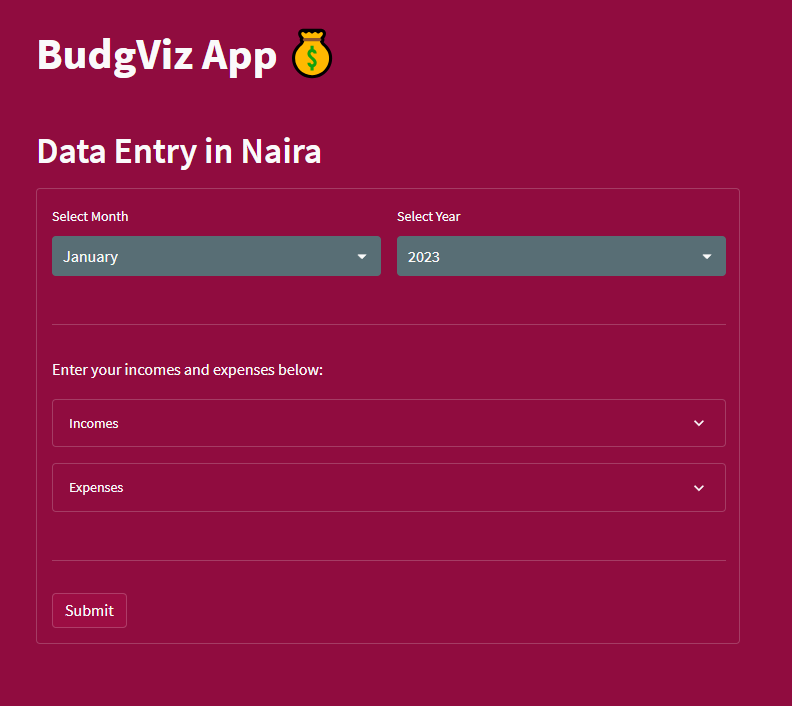 BudgViz App
Data Entry in Naira
Select Month
Select Year
January
2023
Enter your incomes and expenses below:
Incomes
Expenses
Submit